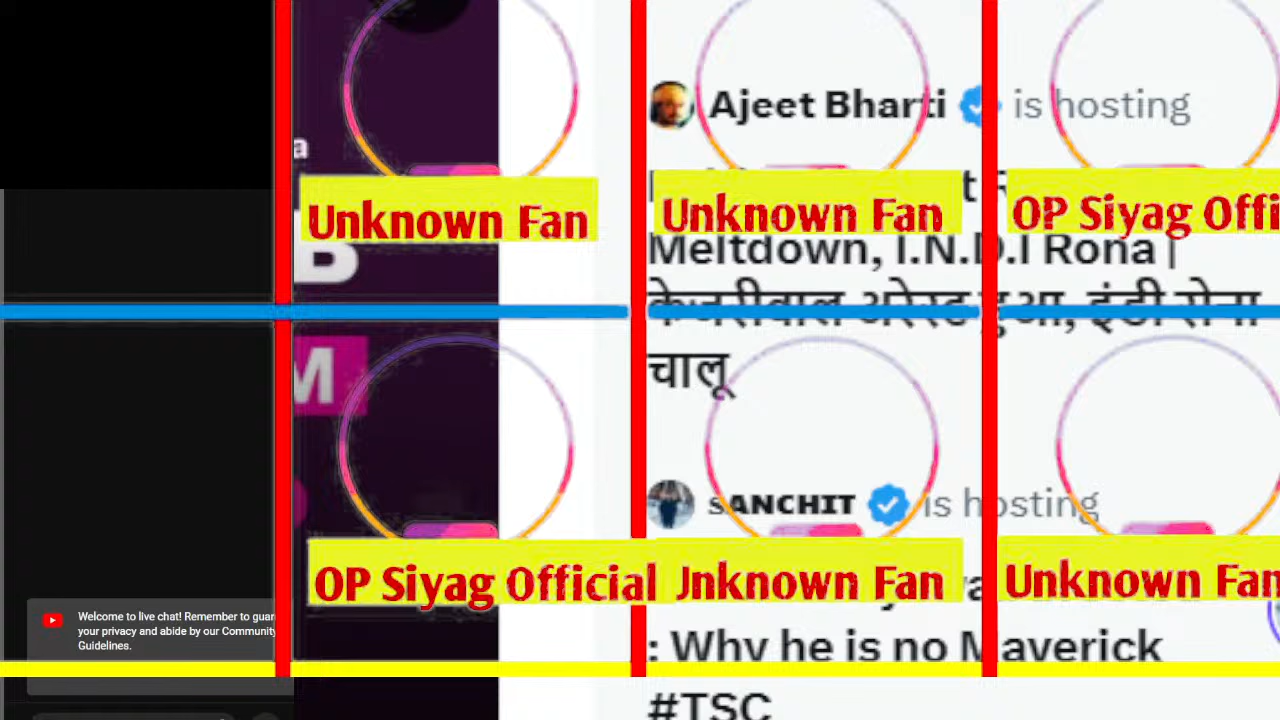 Ajeet Bharti is hosting
Unknown Fan
Unknown Fan
OP Siyag Offi
Meltdown, I.N.D.I Rona |
केजरीवाल अरेस्ट हुआ, इंडी रोना
चालू
M
sANCHIT is hosting
OP Siyag Official
Jnknown Fan
Unknown Fan
Welcome to live chat! Remember to guar
your privacy and abide by our Community
Guidelines.
: Why he is no Maverick
#TSC